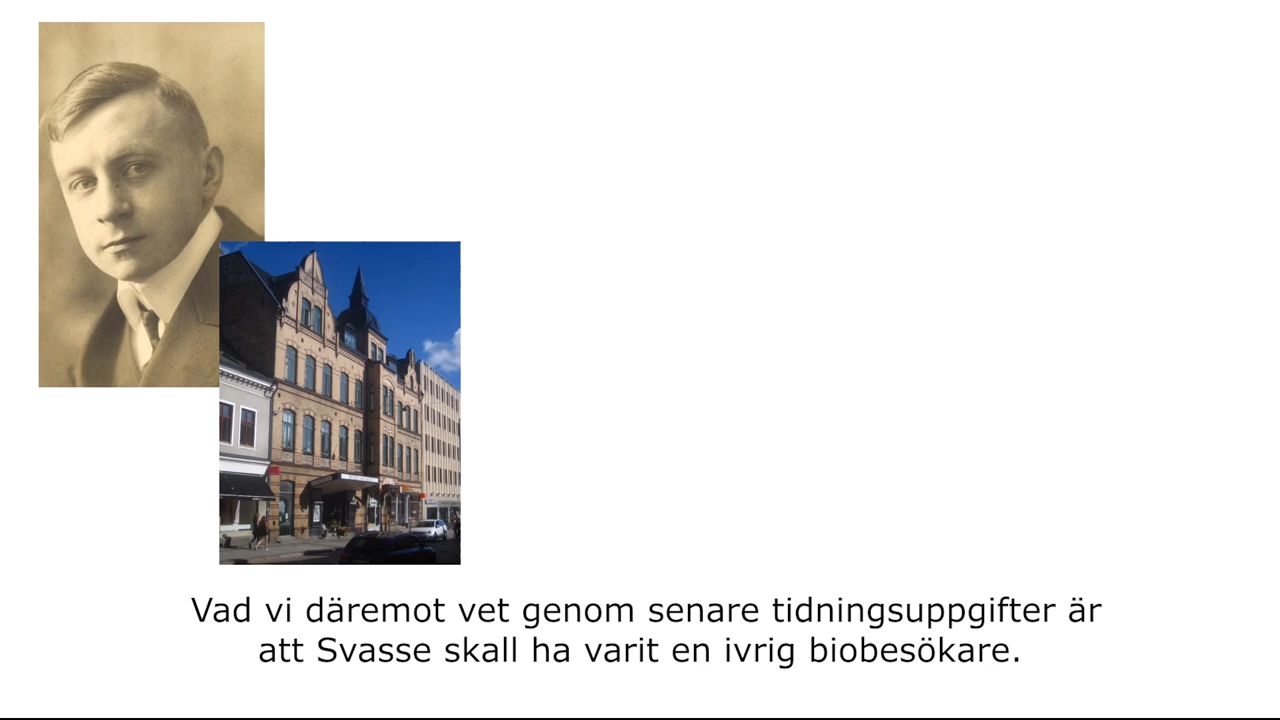 Vad vi däremot vet genom senare tidningsuppgifter är
att Svasse skall ha varit en ivrig biobesökare.